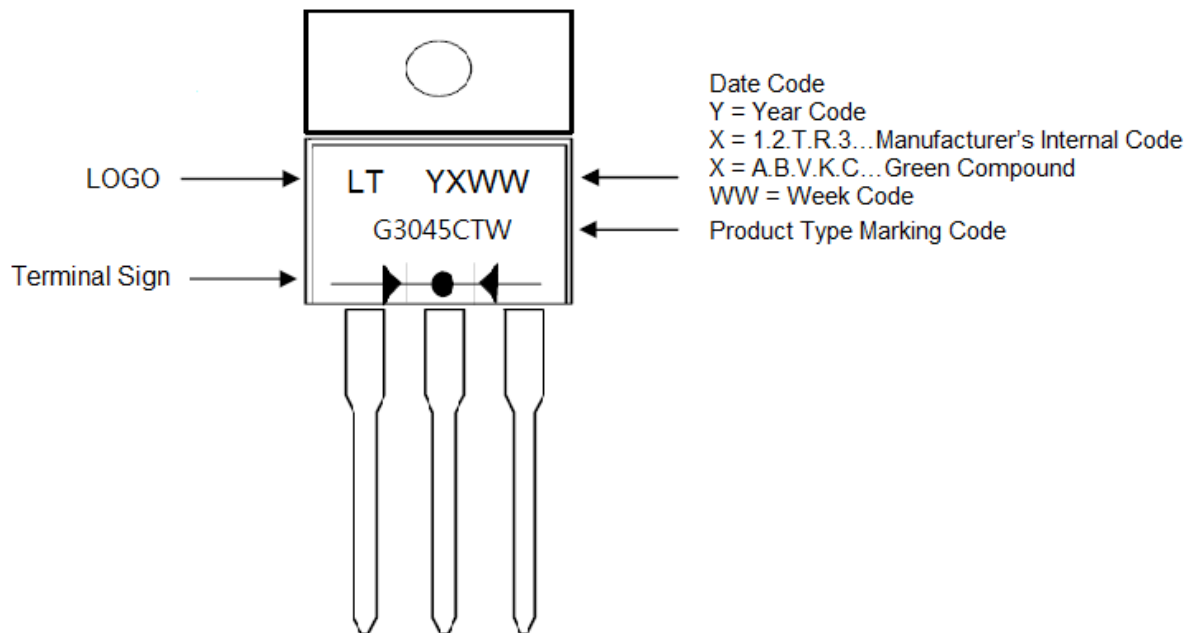 Date Code
Y = Year Code
X = 1.2.T.R.3...Manufacturer's Internal Code
X = A.B.V.K.C...Green Compound
WW = Week Code
LOGO
LT YXWW
G3045CTW
Product Type Marking Code
Terminal Sign